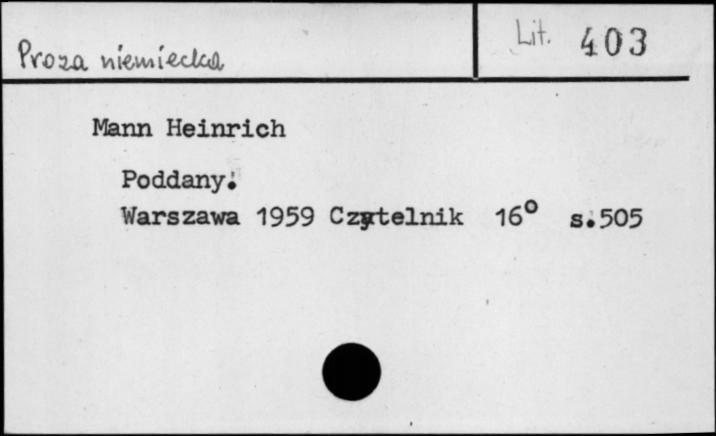 Proza niemiecka
Lit. 403
Mann Heinrich
Poddany.
Warszawa 1959 Czytelnik 16° s.505